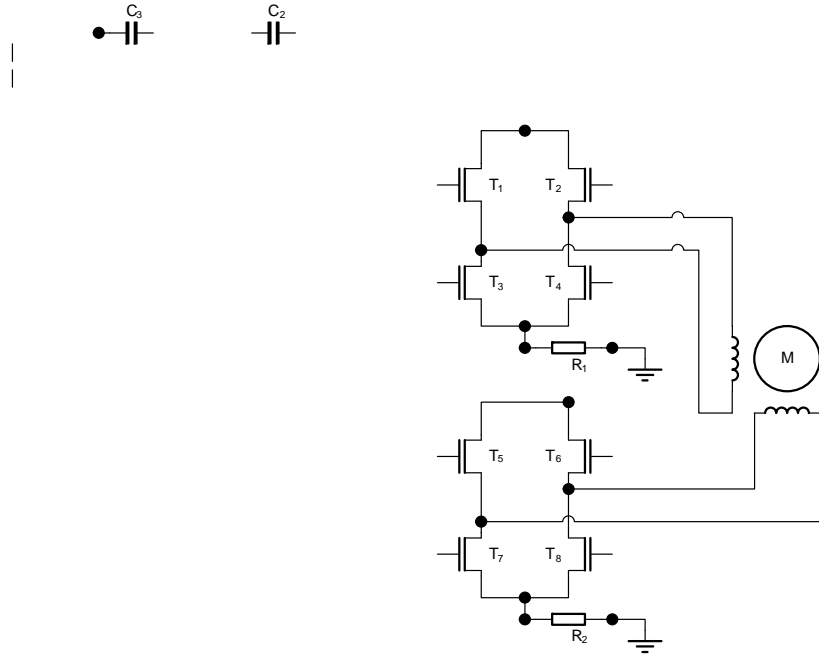 C₃ C₂
T₁ T₂
T₃ T₄
R₁
M
T₅ T₆
T₇ T₈
R₂